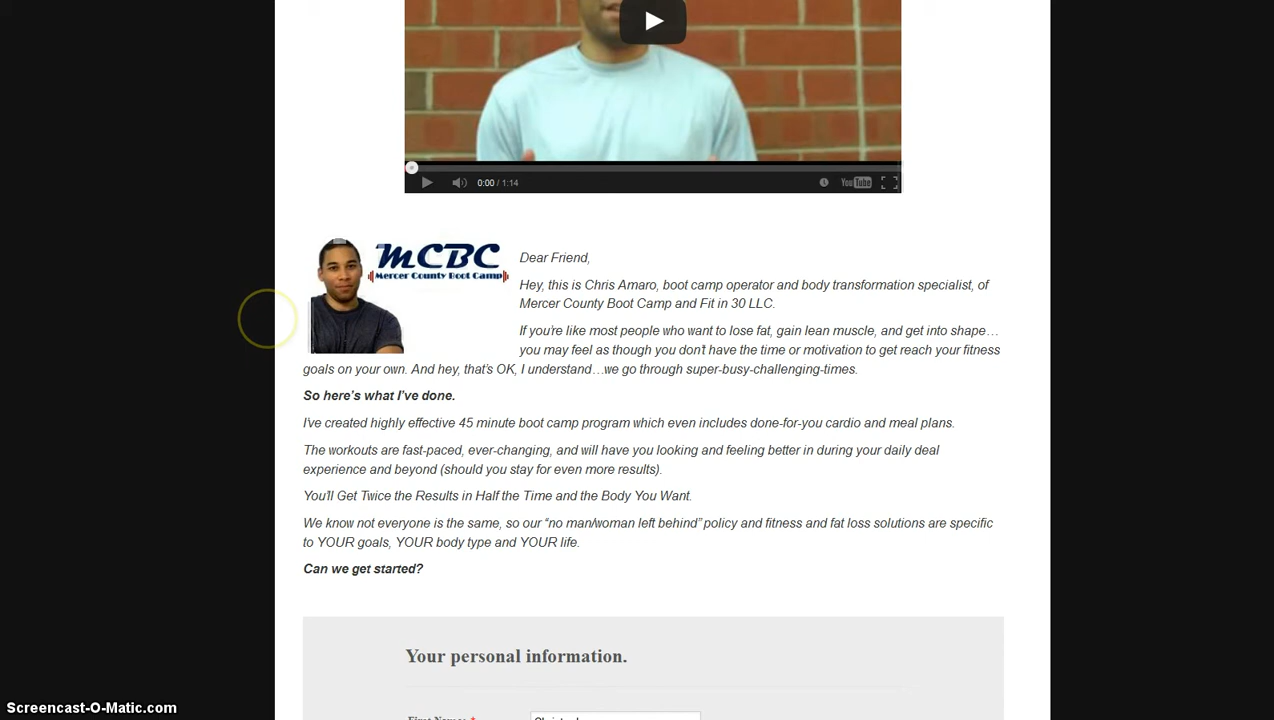 0:00 / 1:14
YouTube
MCBC
Mercer County Boot Camp
Dear Friend,
Hey, this is Chris Amaro, boot camp operator and body transformation specialist, of
Mercer County Boot Camp and Fit in 30 LLC.
If you're like most people who want to lose fat, gain lean muscle, and get into shape…
you may feel as though you don't have the time or motivation to get reach your fitness
goals on your own. And hey, that's OK, I understand…we go through super-busy-challenging-times.
So here's what I've done.
I've created highly effective 45 minute boot camp program which even includes done-for-you cardio and meal plans.
The workouts are fast-paced, ever-changing, and will have you looking and feeling better in during your daily deal
experience and beyond (should you stay for even more results).
You'll Get Twice the Results in Half the Time and the Body You Want.
We know not everyone is the same, so our “no man/woman left behind” policy and fitness and fat loss solutions are specific
to YOUR goals, YOUR body type and YOUR life.
Can we get started?
Your personal information.
First Name: *
Screencast-O-Matic.com